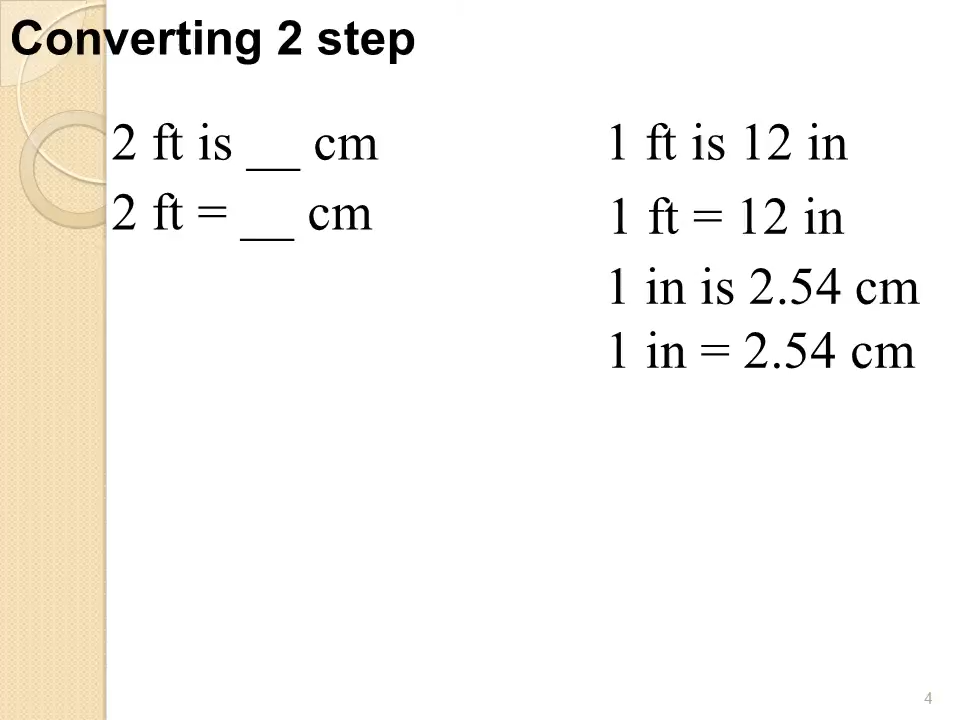 Converting 2 step
2 ft is __ cm
2 ft = __ cm
1 ft is 12 in
1 ft = 12 in
1 in is 2.54 cm
1 in = 2.54 cm
4